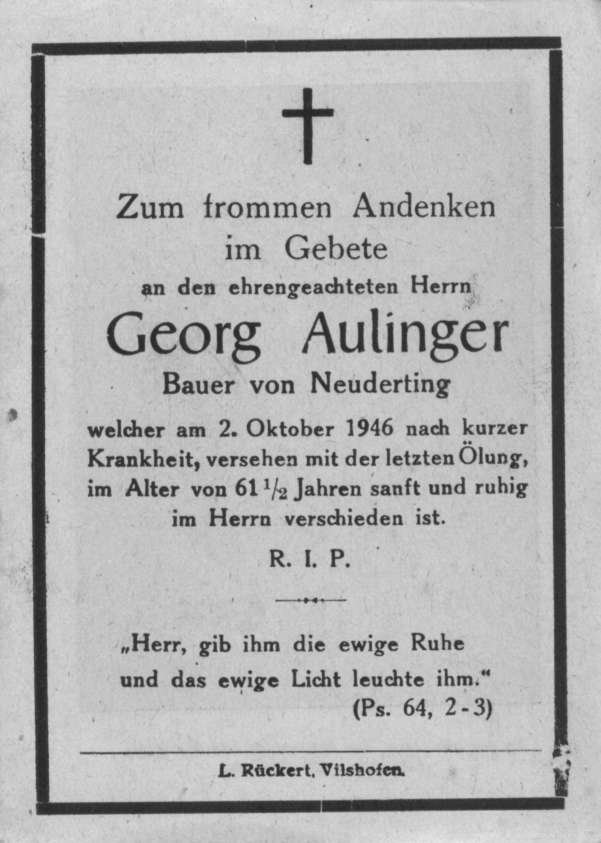 Zum frommen Andenken
im Gebete
an den ehrengeachteten Herrn
Georg Aulinger
Bauer von Neuderting
welcher am 2. Oktober 1946 nach kurzer
Krankheit, versehen mit der letzten Ölung,
im Alter von 61 1/2 Jahren sanft und ruhig
im Herrn verschieden ist.
R. I. P.
„Herr, gib ihm die ewige Ruhe
und das ewige Licht leuchte ihm.“
(Ps. 64, 2-3)
L. Rückert, Vilshofen.